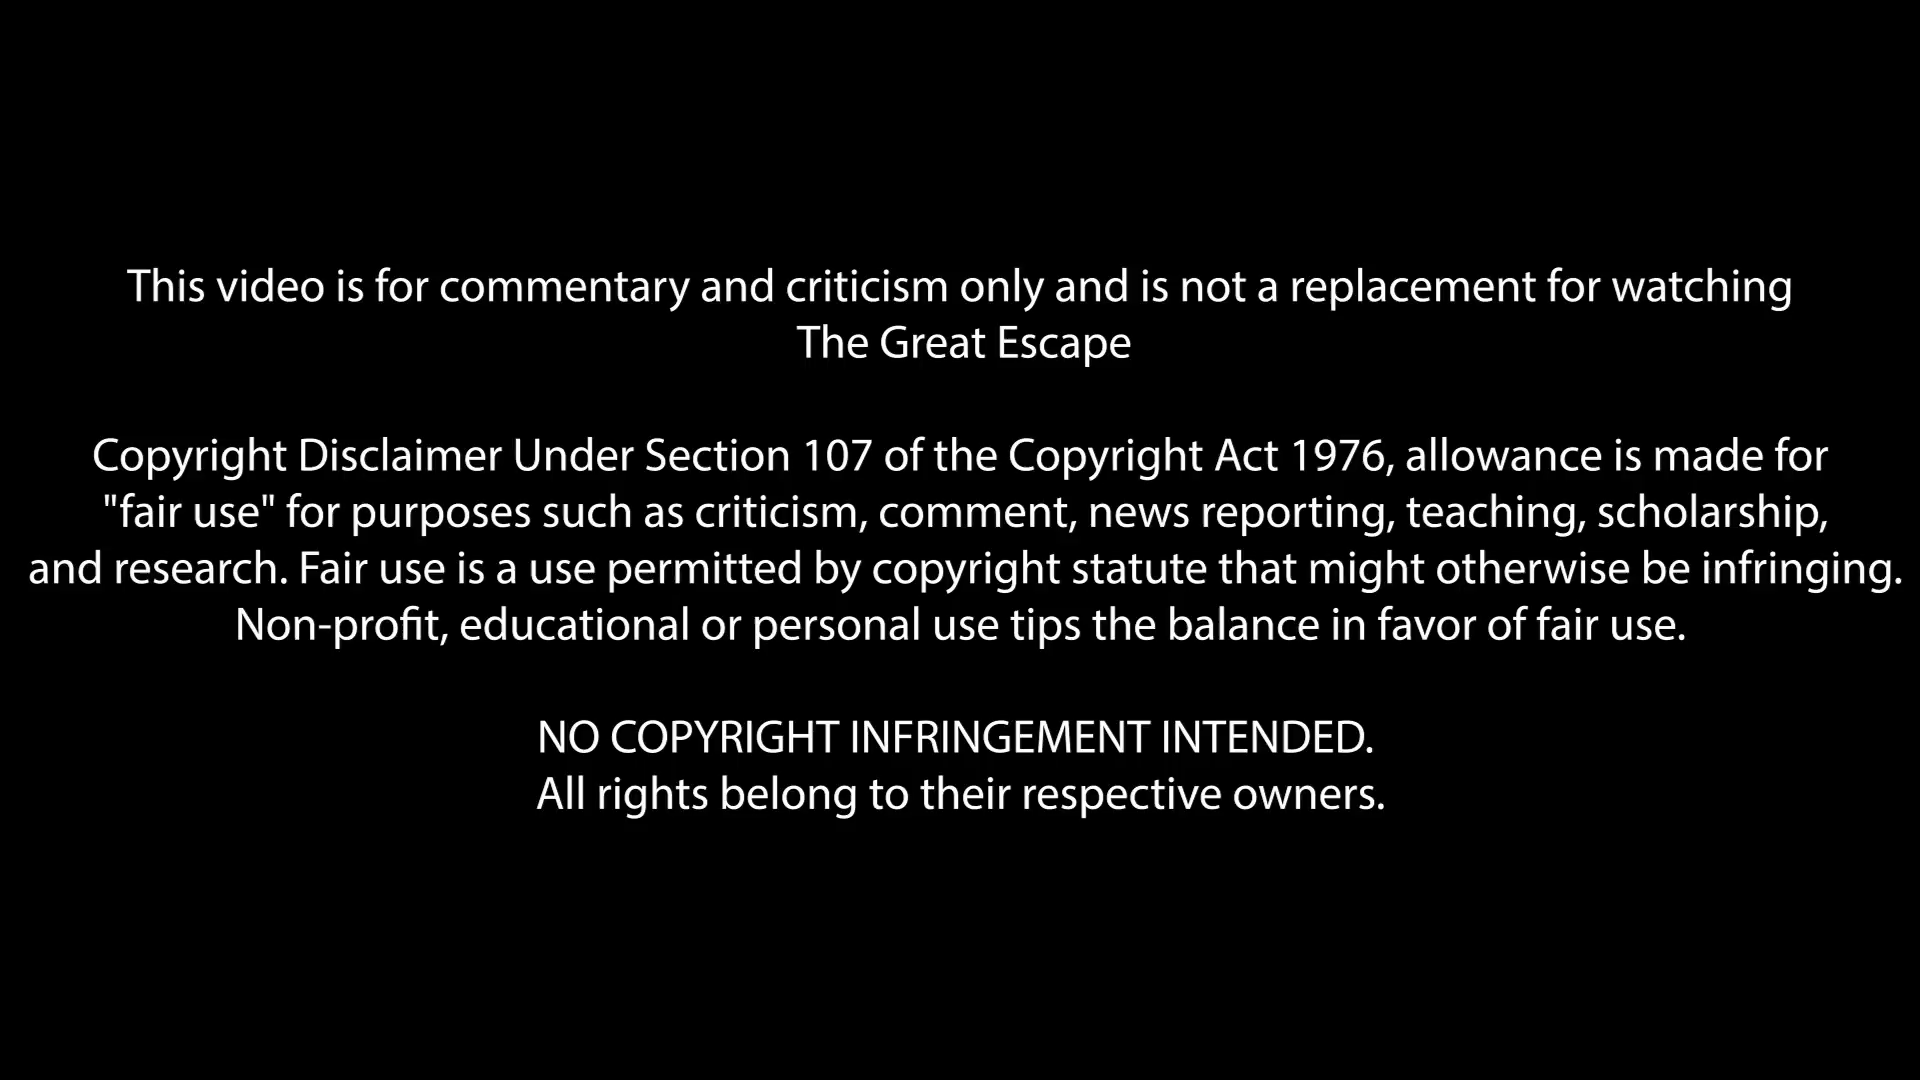 This video is for commentary and criticism only and is not a replacement for watching
The Great Escape
Copyright Disclaimer Under Section 107 of the Copyright Act 1976, allowance is made for
"fair use" for purposes such as criticism, comment, news reporting, teaching, scholarship,
and research. Fair use is a use permitted by copyright statute that might otherwise be infringing.
Non-profit, educational or personal use tips the balance in favor of fair use.
NO COPYRIGHT INFRINGEMENT INTENDED.
All rights belong to their respective owners.